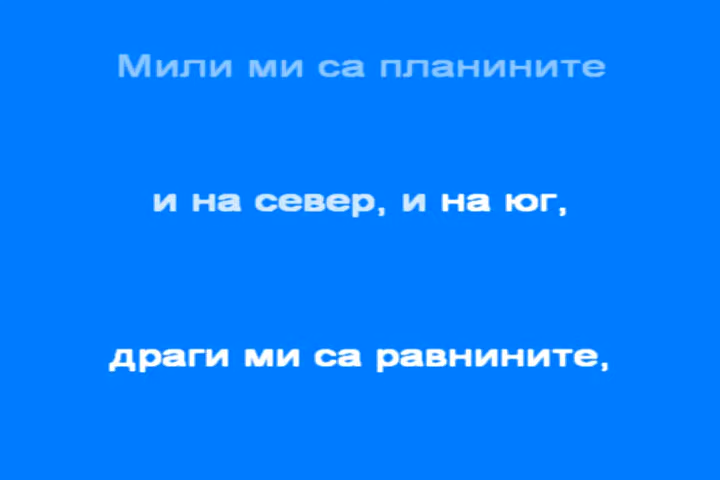 Мили ми са планините
и на север, и на юг,
драги ми са равнините,